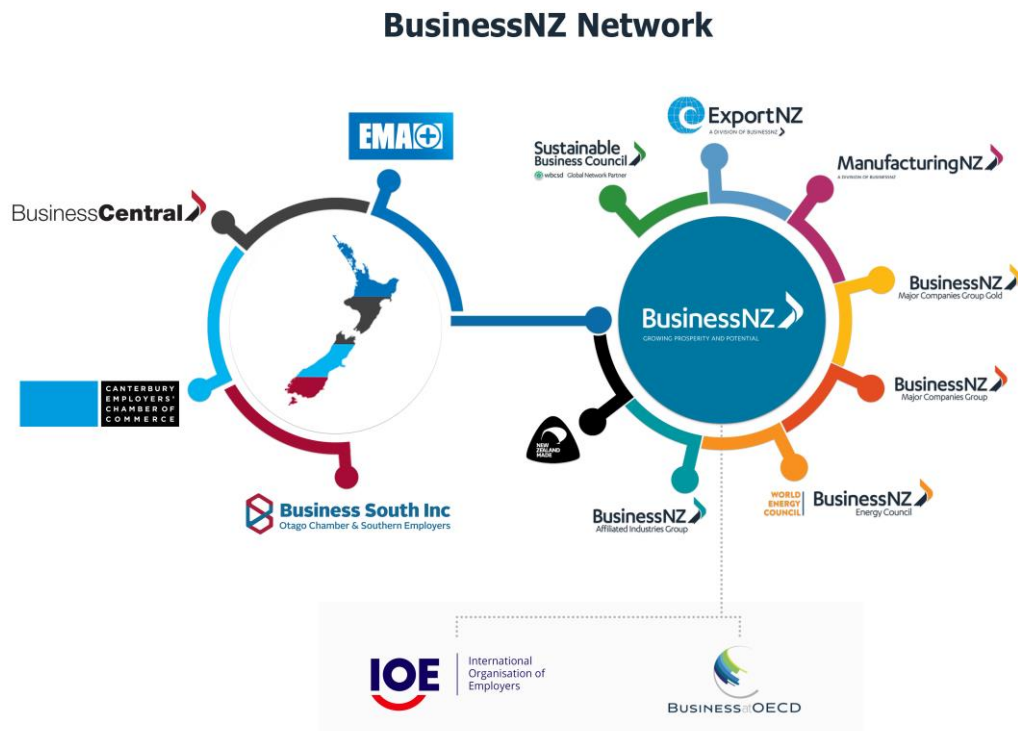 BusinessNZ Network
EMA
BusinessCentral
CANTERBURY
EMPLOYERS'
CHAMBER OF
COMMERCE
Business South Inc
Otago Chamber & Southern Employers
Sustainable
Business Council
wbcsd Global Network Partner
ExportNZ
A DIVISION OF BUSINESSNZ
ManufacturingNZ
A DIVISION OF BUSINESSNZ
BusinessNZ
Major Companies Group Gold
BusinessNZ
Major Companies Group
WORLD
ENERGY
COUNCIL
BusinessNZ
Energy Council
BusinessNZ
Affiliated Industries Group
NEW
ZEALAND
MADE
BusinessNZ
GROWING PROSPERITY AND POTENTIAL
IOE
International
Organisation of
Employers
BUSINESSatOECD